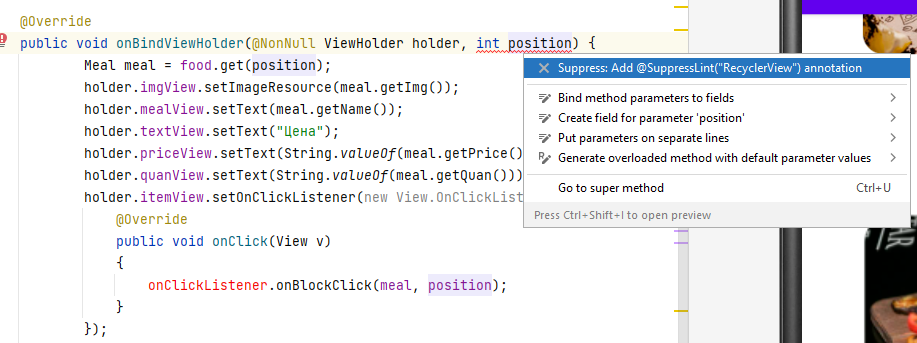 @Override
public void onBindViewHolder(@NonNull ViewHolder holder, int position) {
Meal meal = food.get(position);
holder.imgView.setImageResource(meal.getImg());
holder.mealView.setText(meal.getName());
holder.textView.setText("Цена");
holder.priceView.setText(String.valueOf(meal.getPrice()
holder.quanView.setText(String.valueOf(meal.getQuan()))
holder.itemView.setOnClickListener(new View.OnClickList
@Override
public void onClick(View v)
{
onClickListener.onBlockClick(meal, position);
}
});
Suppress: Add @SuppressLint("RecyclerView") annotation
Bind method parameters to fields
Create field for parameter 'position'
Put parameters on separate lines
Generate overloaded method with default parameter values
Go to super method Ctrl+U
Press Ctrl+Shift+I to open preview